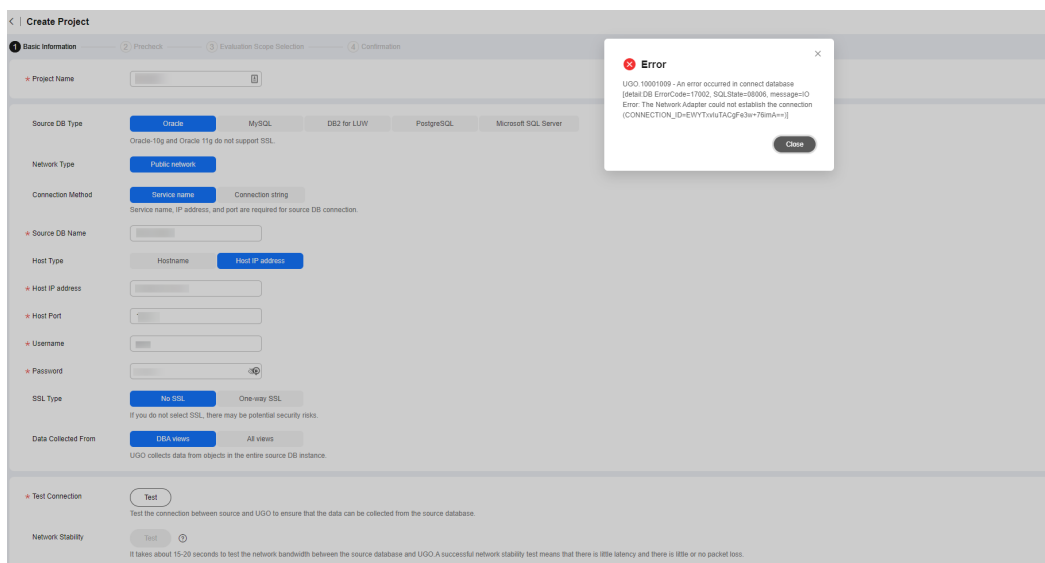 < | Create Project
1 Basic Information
2 Precheck
3 Evaluation Scope Selection
4 Confirmation
Error
UGO.10001009 - An error occurred in connect database
[detail:DB ErrorCode=17002, SQLState=08006, message=IO
Error: The Network Adapter could not establish the connection
Close
* Project Name
Source DB Type
Oracle MySQL DB2 for LUW PostgreSQL Microsoft SQL Server
Oracle-10g and Oracle 11g do not support SSL.
Network Type
Public network
Connection Method
Service name Connection string
Service name, IP address, and port are required for source DB connection.
* Source DB Name
Host Type
Hostname Host IP address
* Host IP address
* Host Port
* Username
* Password
SSL Type
No SSL One-way SSL
If you do not select SSL, there may be potential security risks.
Data Collected From
DBA views All views
UGO collects data from objects in the entire source DB instance.
* Test Connection
Test
Test the connection between source and UGO to ensure that the data can be collected from the source database.
Network Stability
Test
It takes about 15-20 seconds to test the network bandwidth between the source database and UGO.A successful network stability test means that there is little latency and there is little or no packet loss.